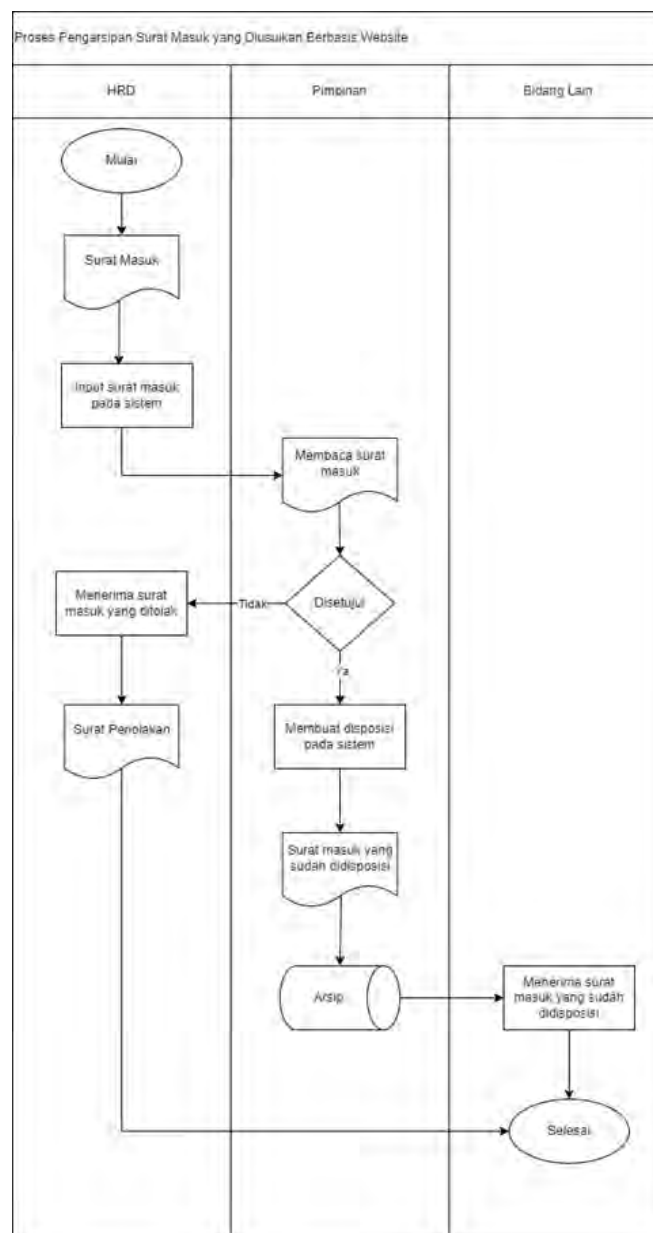 Proses Pengarsipan Surat Masuk yang Diusulkan Berbasis Website
HRD
Pimpinan
Bidang Lain
Mulai
Surat Masuk
Input surat masuk
pada sistem
Membaca surat
masuk
Disetujui
Tidak
Menerima surat
masuk yang ditolak
Ya
Surat Penolakan
Membuat disposisi
pada sistem
Surat masuk yang
sudah didisposisi
Arsip
Menerima surat
masuk yang sudah
didisposisi
Selesai